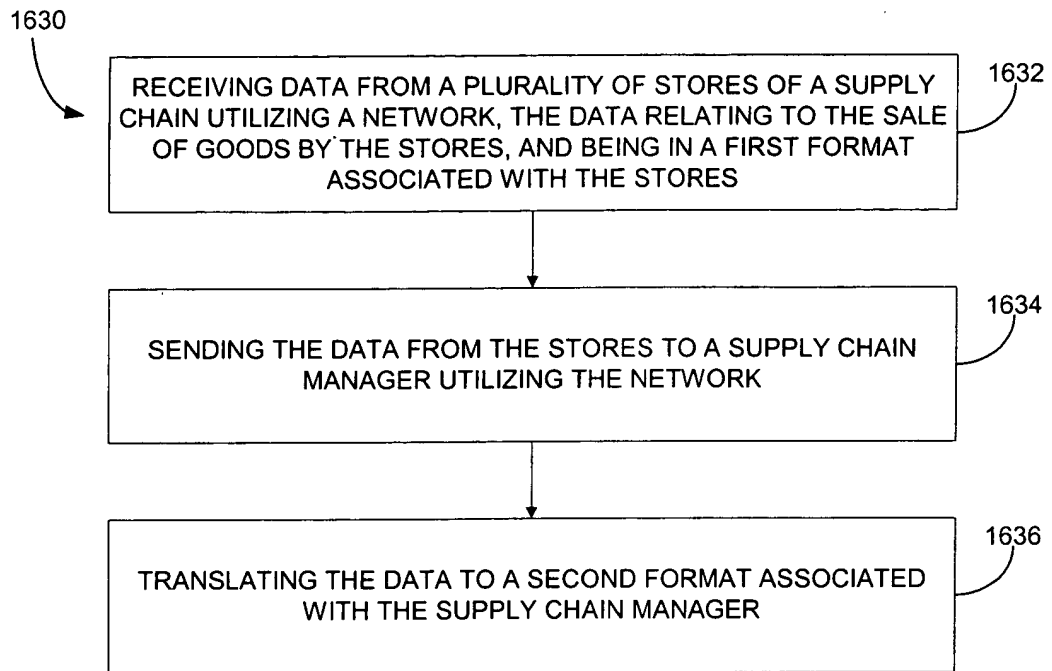 1630
RECEIVING DATA FROM A PLURALITY OF STORES OF A SUPPLY
CHAIN UTILIZING A NETWORK, THE DATA RELATING TO THE SALE
OF GOODS BY THE STORES, AND BEING IN A FIRST FORMAT
ASSOCIATED WITH THE STORES
1632
SENDING THE DATA FROM THE STORES TO A SUPPLY CHAIN
MANAGER UTILIZING THE NETWORK
1634
TRANSLATING THE DATA TO A SECOND FORMAT ASSOCIATED
WITH THE SUPPLY CHAIN MANAGER
1636